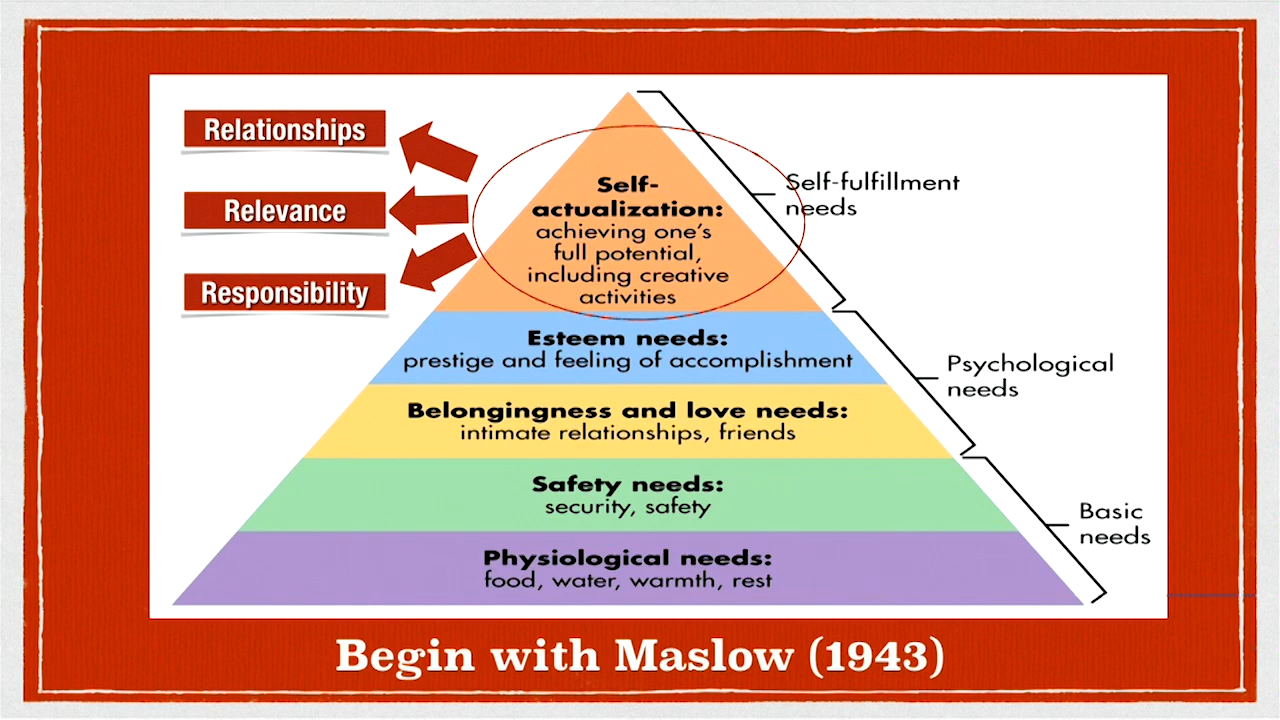 Relationships
Relevance
Responsibility
Self-
actualization:
achieving one's
full potential,
including creative
activities
Esteem needs:
prestige and feeling of accomplishment
Belongingness and love needs:
intimate relationships, friends
Safety needs:
security, safety
Physiological needs:
food, water, warmth, rest
Self-fulfillment
needs
Psychological
needs
Basic
needs
Begin with Maslow (1943)